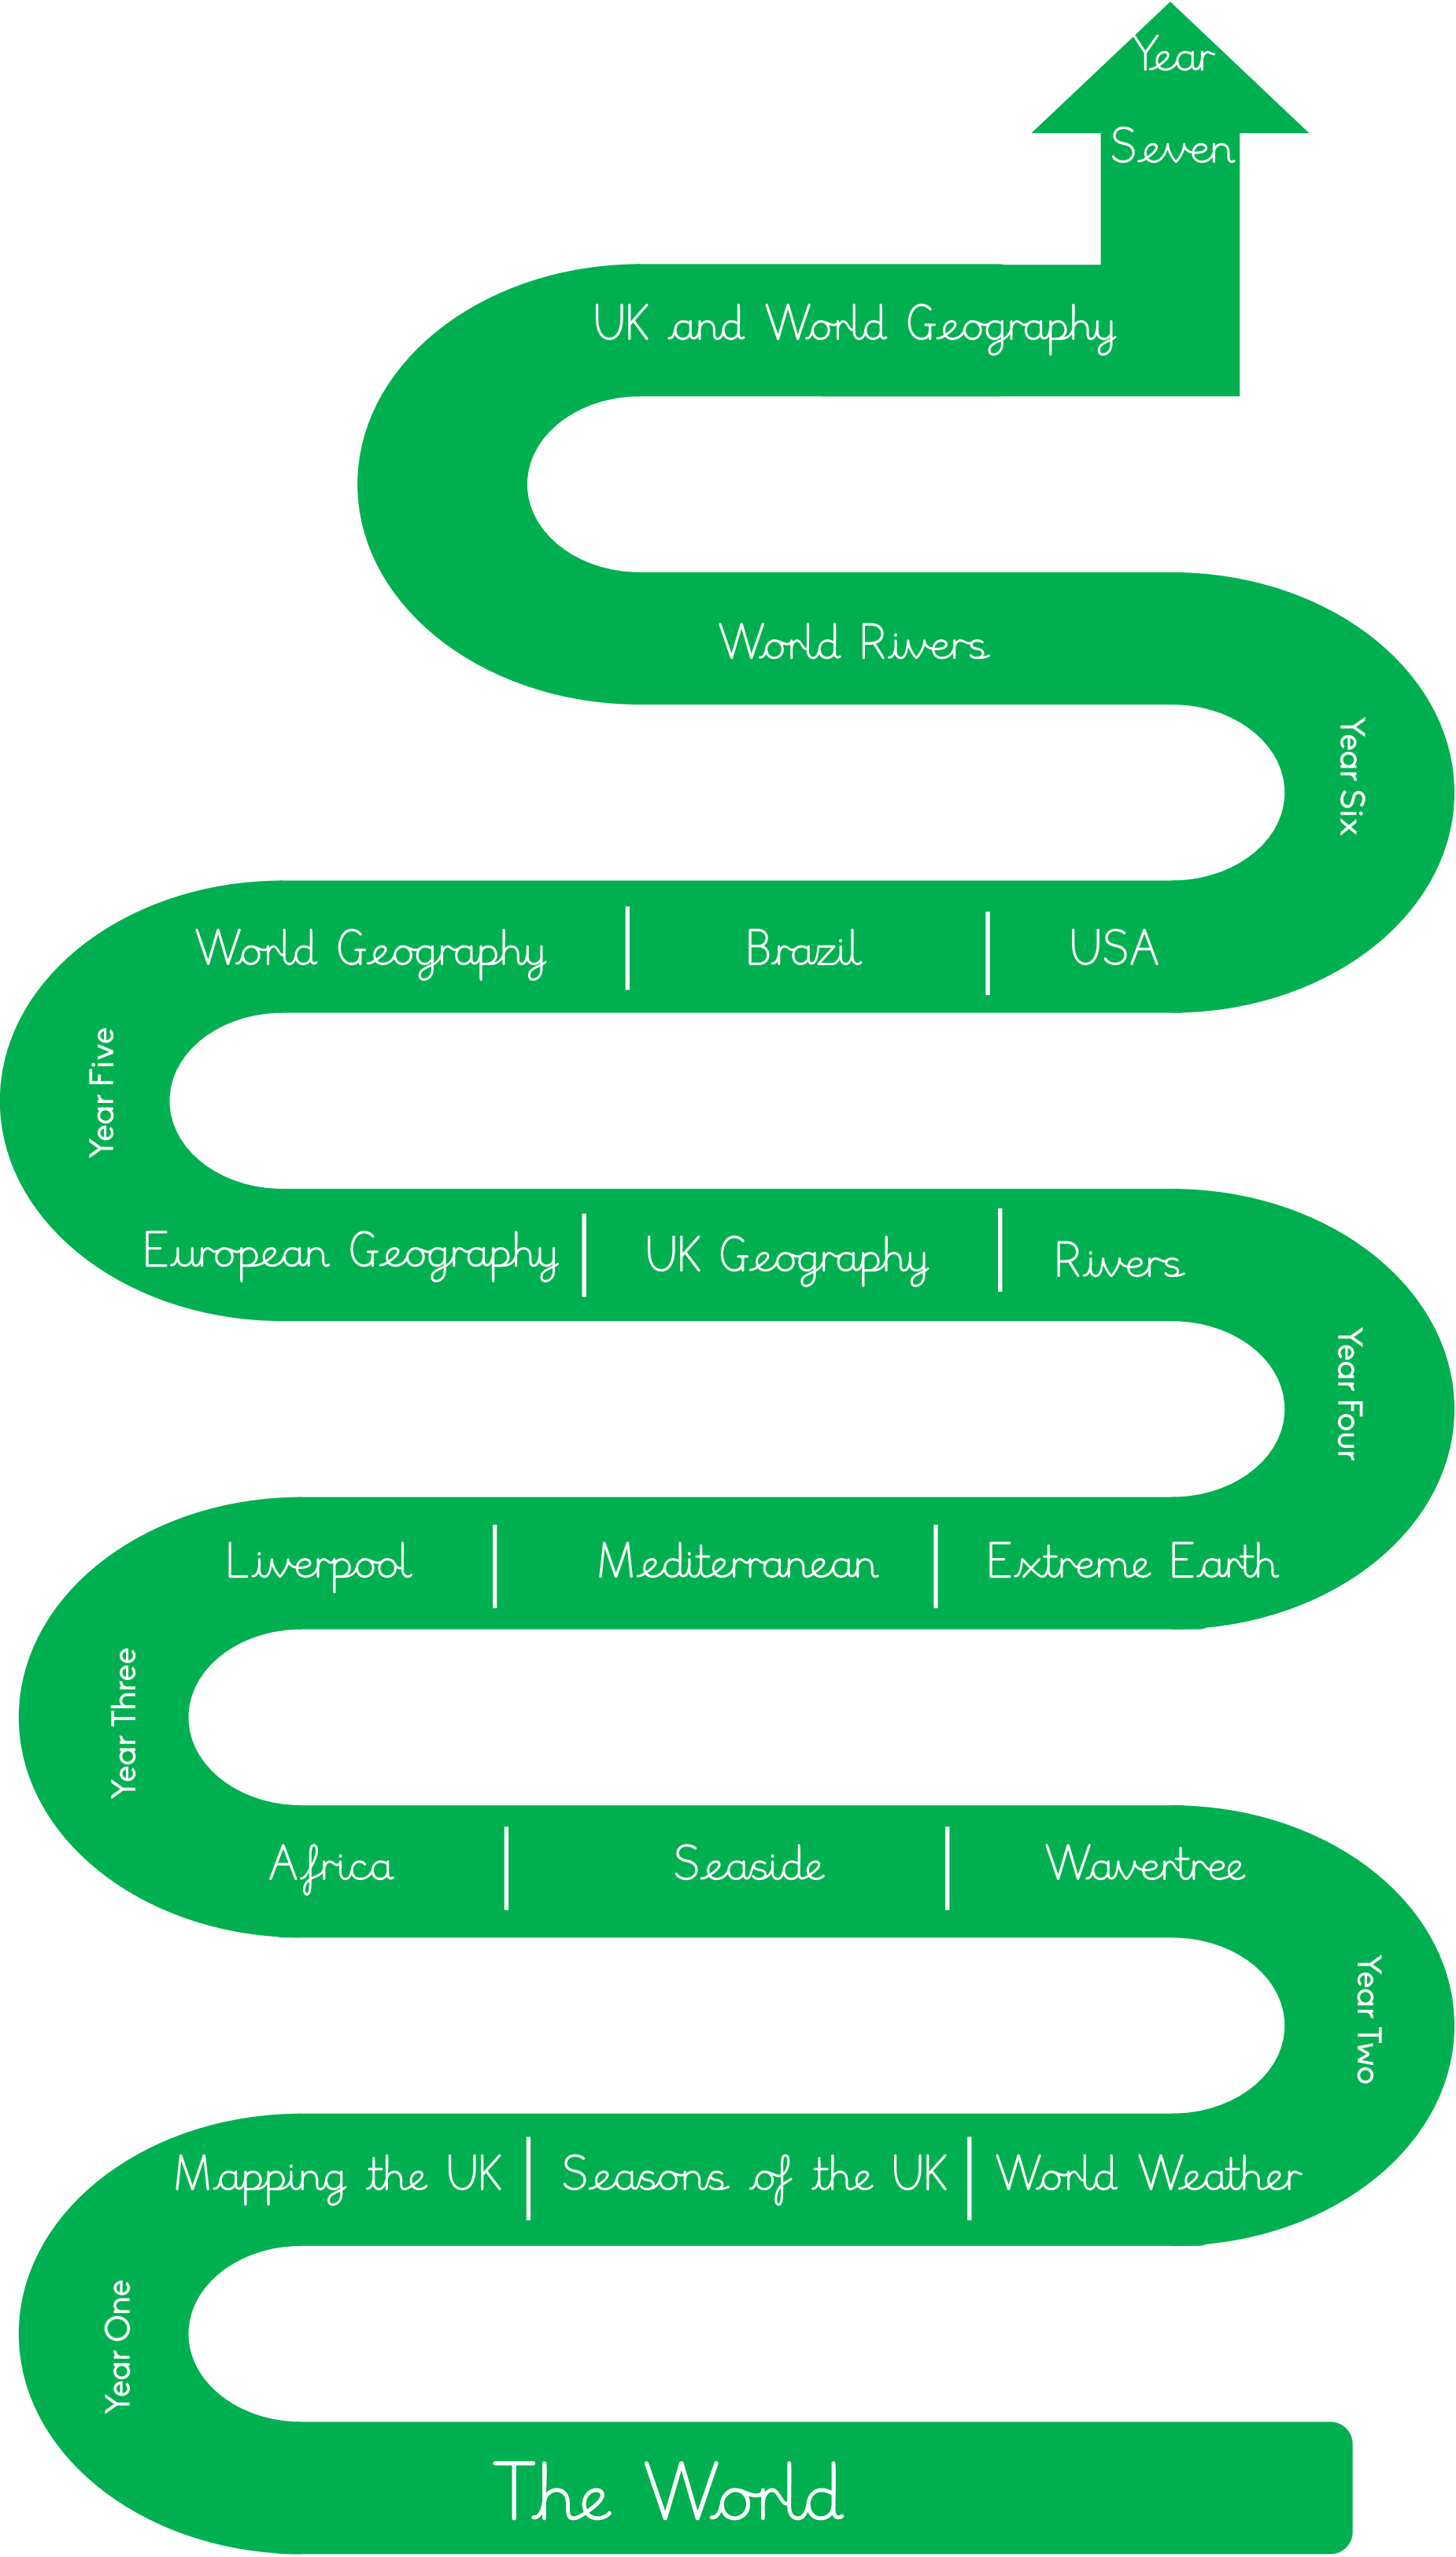 Year
Seven
UK and World Geography
World Rivers
Year Six
World Geography
Brazil
USA
Year Five
European Geography
UK Geography
Rivers
Year Four
Liverpool
Mediterranean
Extreme Earth
Year Three
Africa
Seaside
Wavertree
Year Two
Mapping the UK
Seasons of the UK
World Weather
Year One
The World